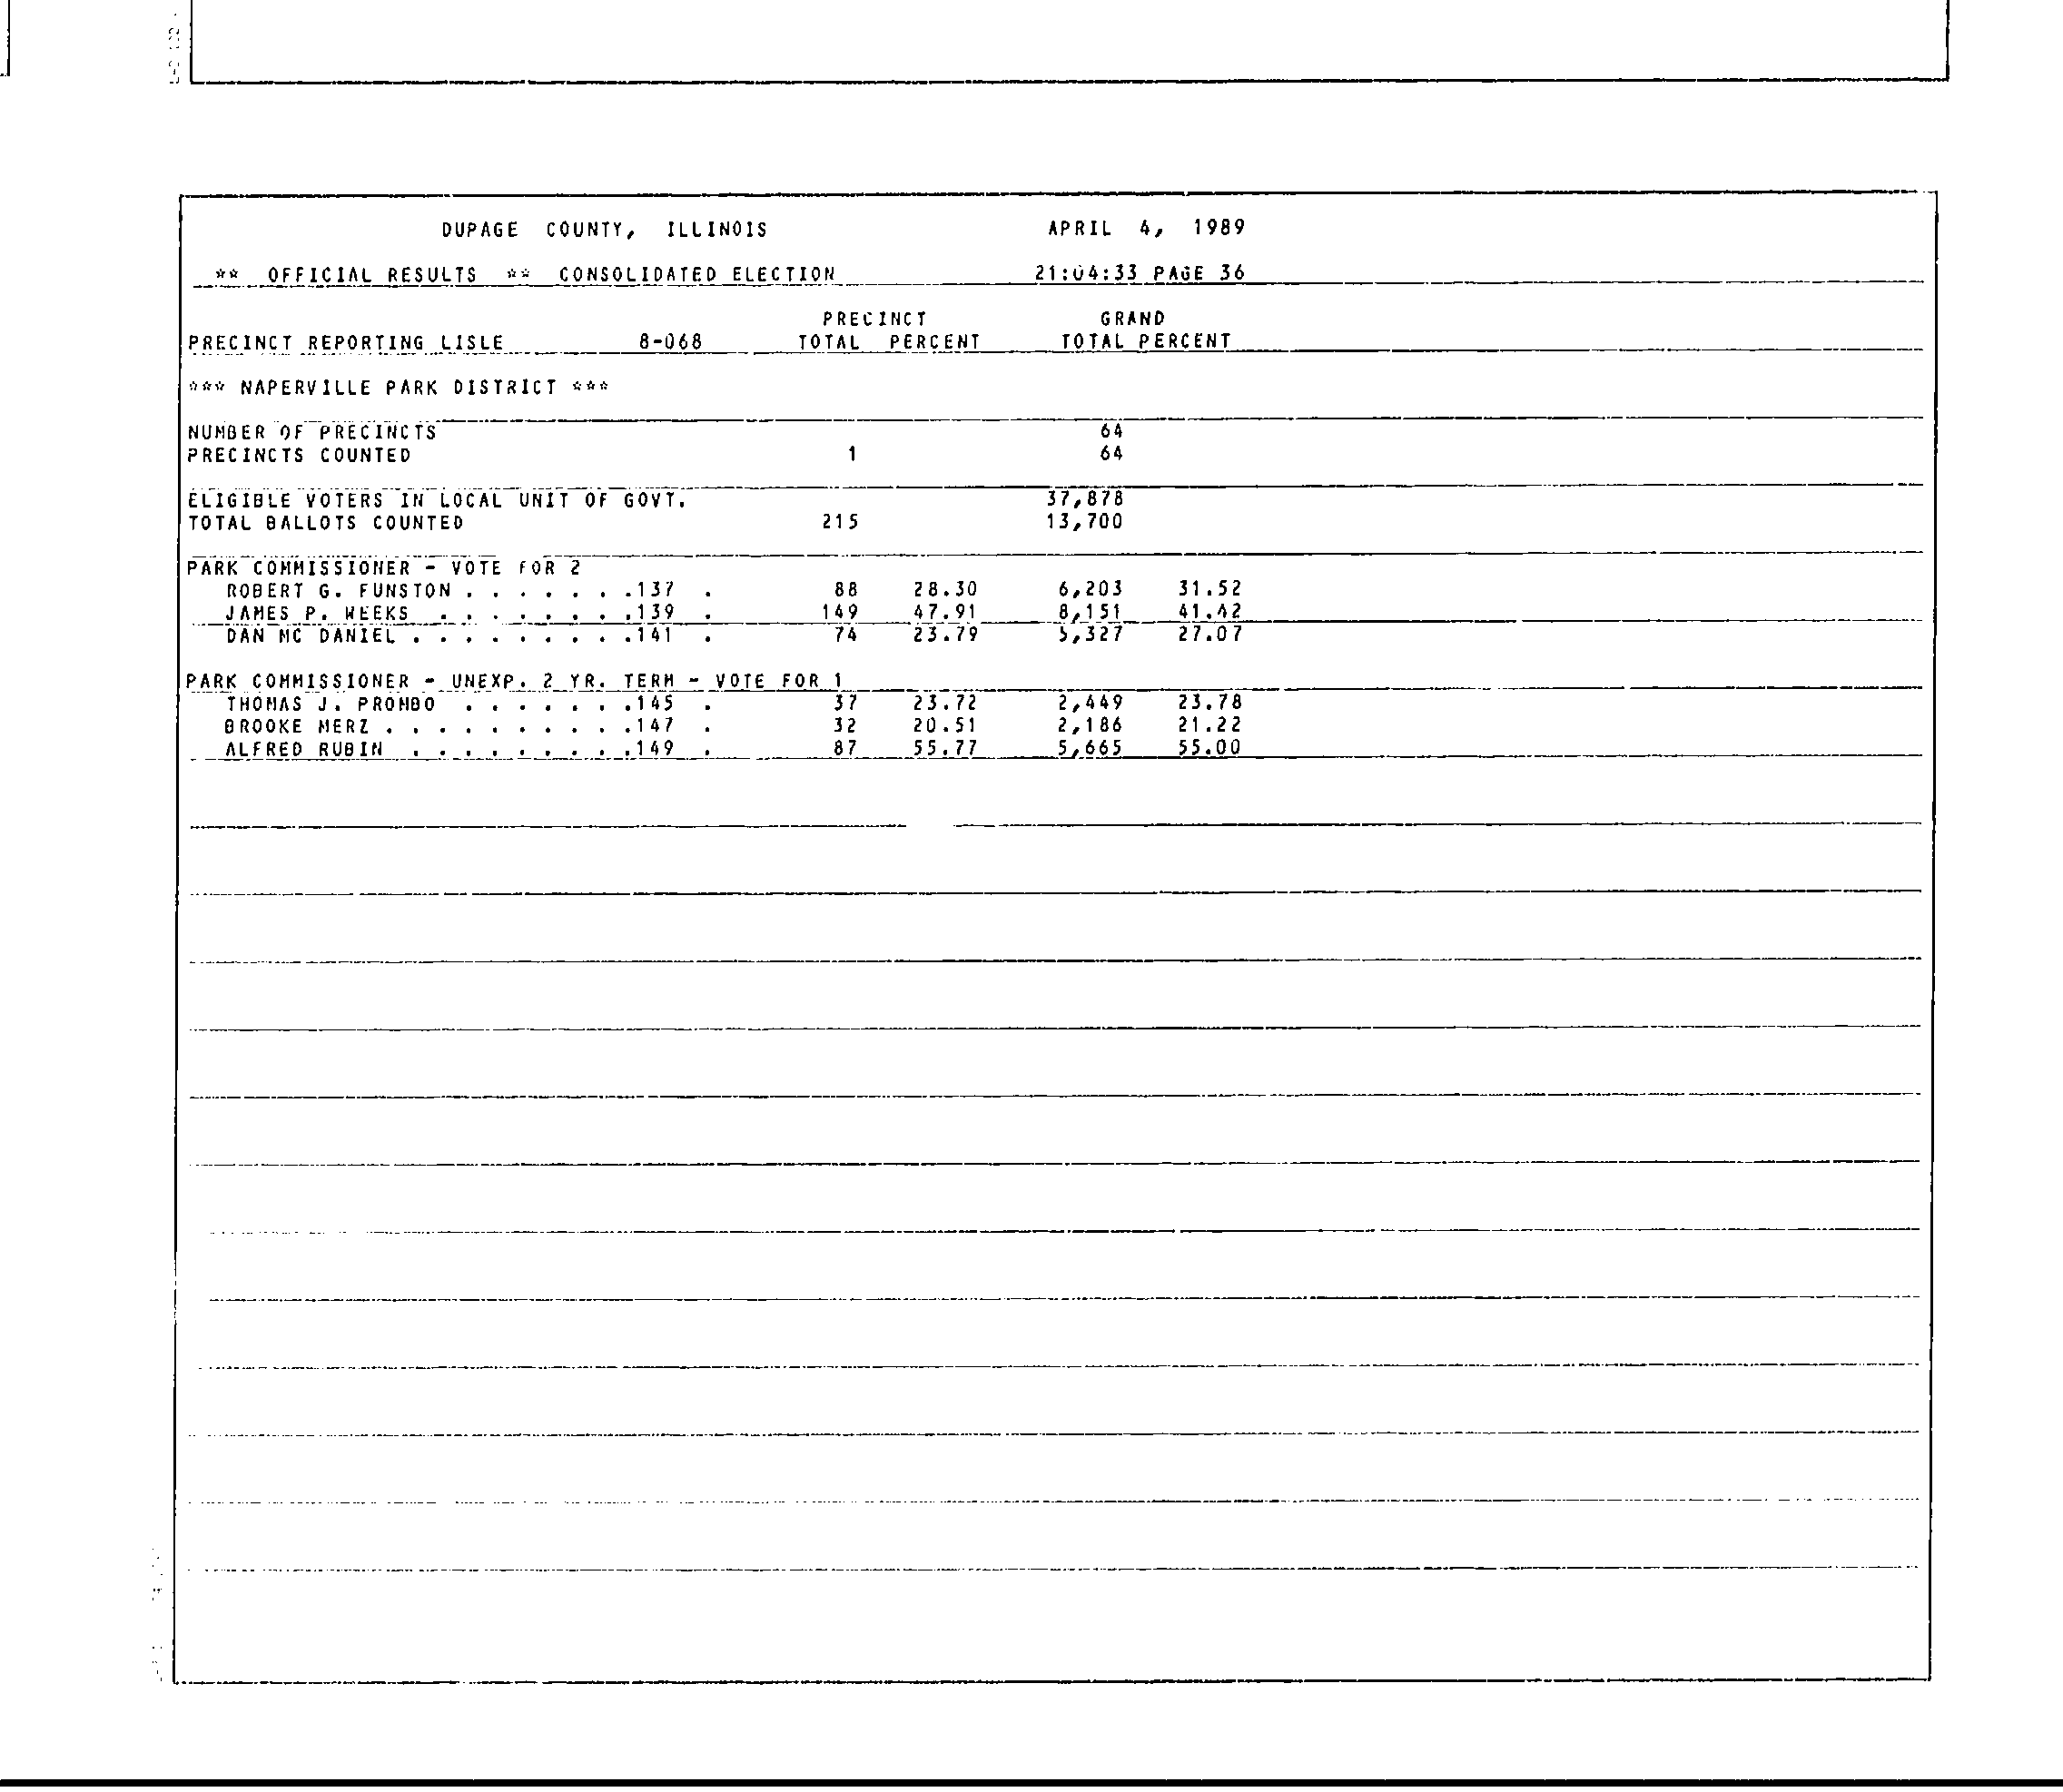 DUPAGE COUNTY, ILLINOIS APRIL 4, 1989
** OFFICIAL RESULTS ** CONSOLIDATED ELECTION 21:04:33 PAGE 36
PRECINCT GRAND
PRECINCT REPORTING LISLE 8-068 TOTAL PERCENT TOTAL PERCENT
*** NAPERVILLE PARK DISTRICT ***
NUMBER OF PRECINCTS 64
PRECINCTS COUNTED 1 64
ELIGIBLE VOTERS IN LOCAL UNIT OF GOVT. 37,878
TOTAL BALLOTS COUNTED 215 13,700
PARK COMMISSIONER - VOTE FOR 2
ROBERT G. FUNSTON . . . . . . .137 . 88 28.30 6,203 31.52
JAMES P. WEEKS . . . . . . . .139 . 149 47.91 8,151 41.42
DAN MC DANIEL . . . . . . . . .141 . 74 23.79 5,327 27.07
PARK COMMISSIONER - UNEXP. 2 YR. TERM - VOTE FOR 1
THOMAS J. PROMBO . . . . . . .145 . 37 23.72 2,449 23.78
BROOKE MERZ . . . . . . . . . .147 . 32 20.51 2,186 21.22
ALFRED RUBIN . . . . . . . . .149 . 87 55.77 5,665 55.00